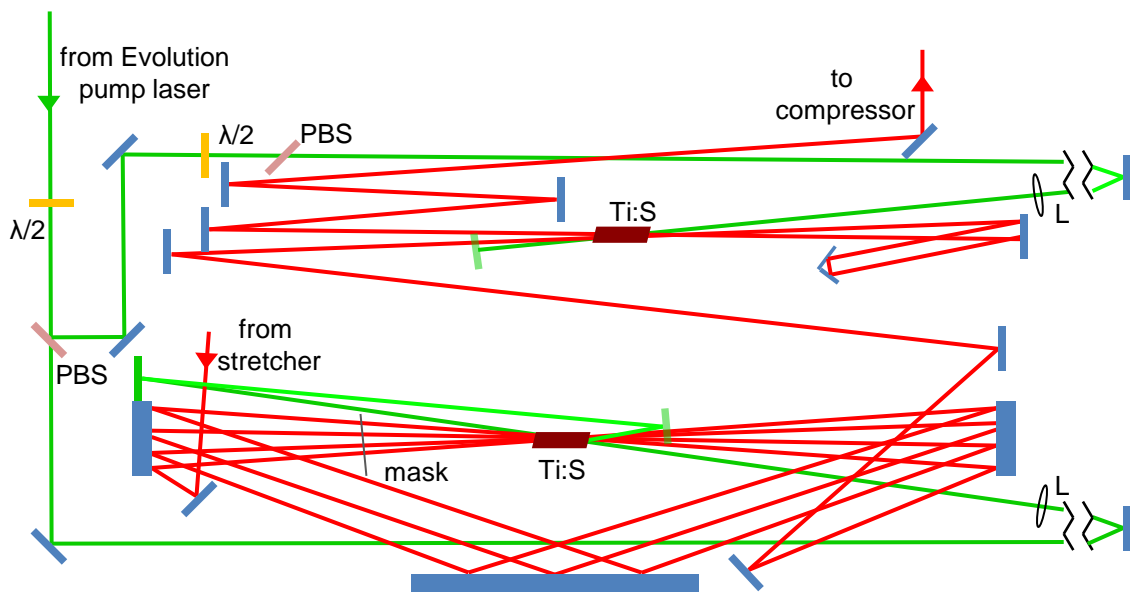 from Evolution
pump laser
to
compressor
λ/2
PBS
λ/2
Ti:S
L
from
stretcher
PBS
mask
Ti:S
L